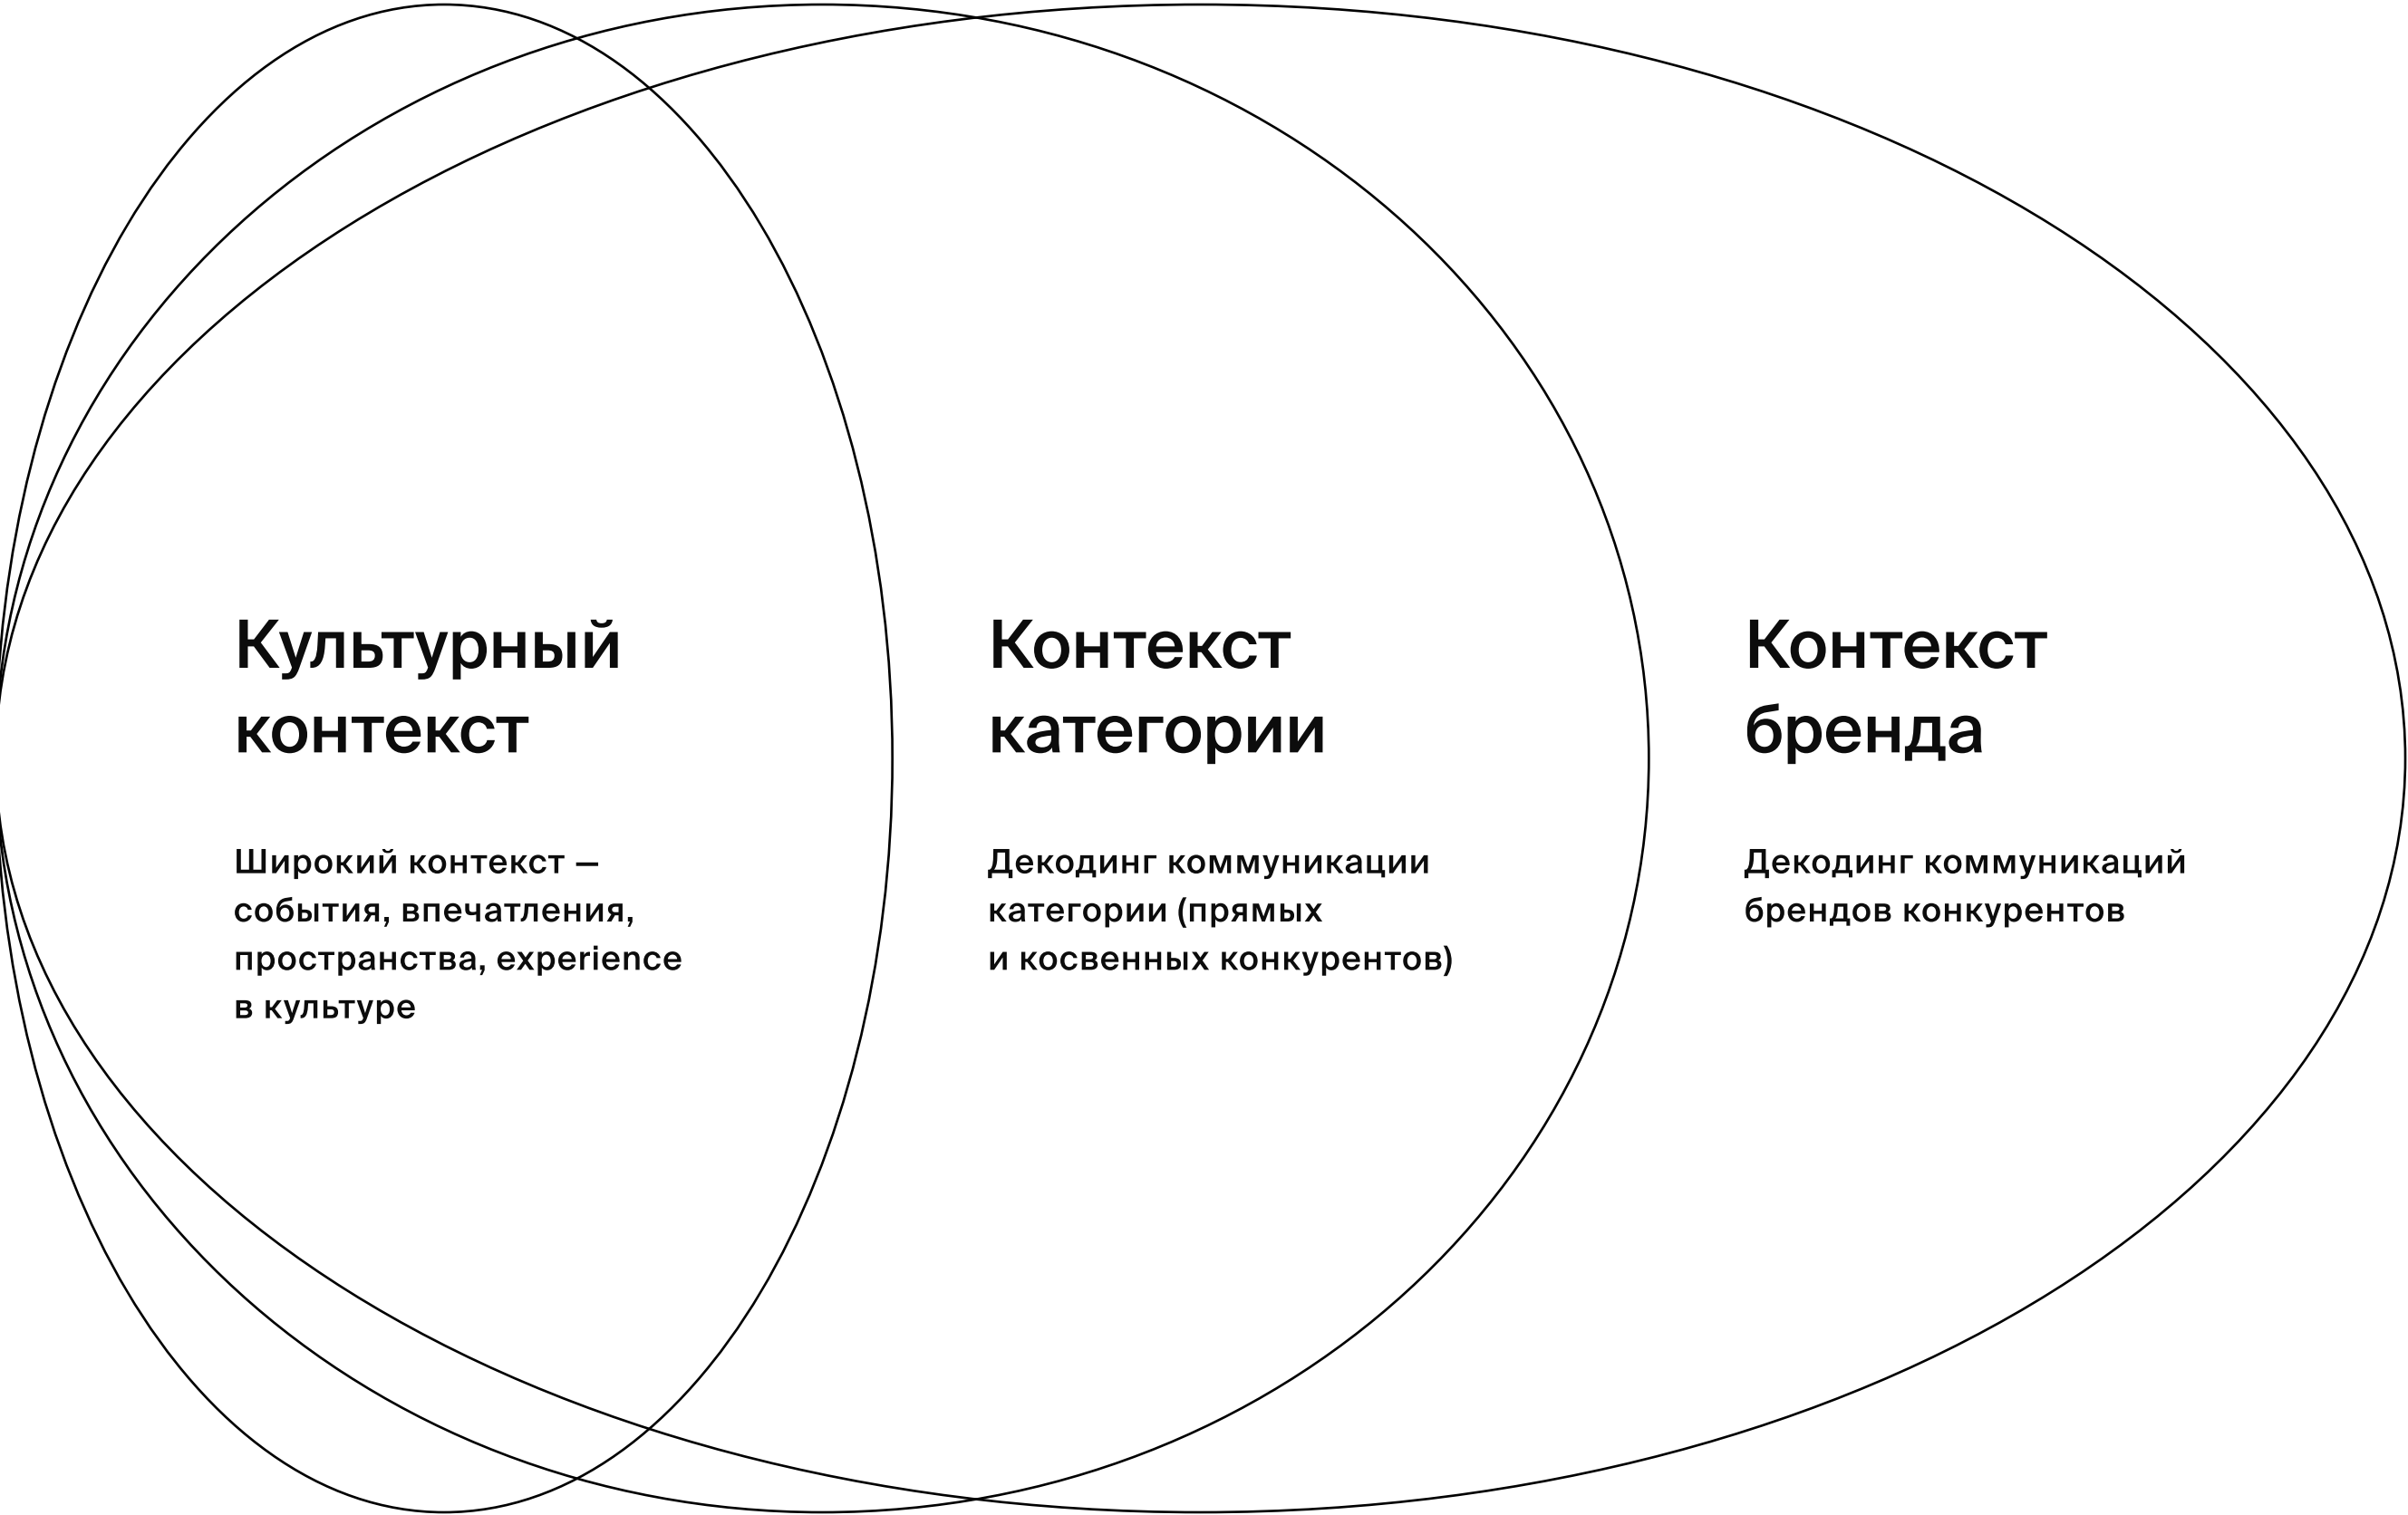 Культурный
контекст
Широкий контекст —
события, впечатления,
пространства, experience
в культуре
Контекст
категории
Декодинг коммуникации
категории (прямых
и косвенных конкурентов)
Контекст
бренда
Декодинг коммуникаций
брендов конкурентов